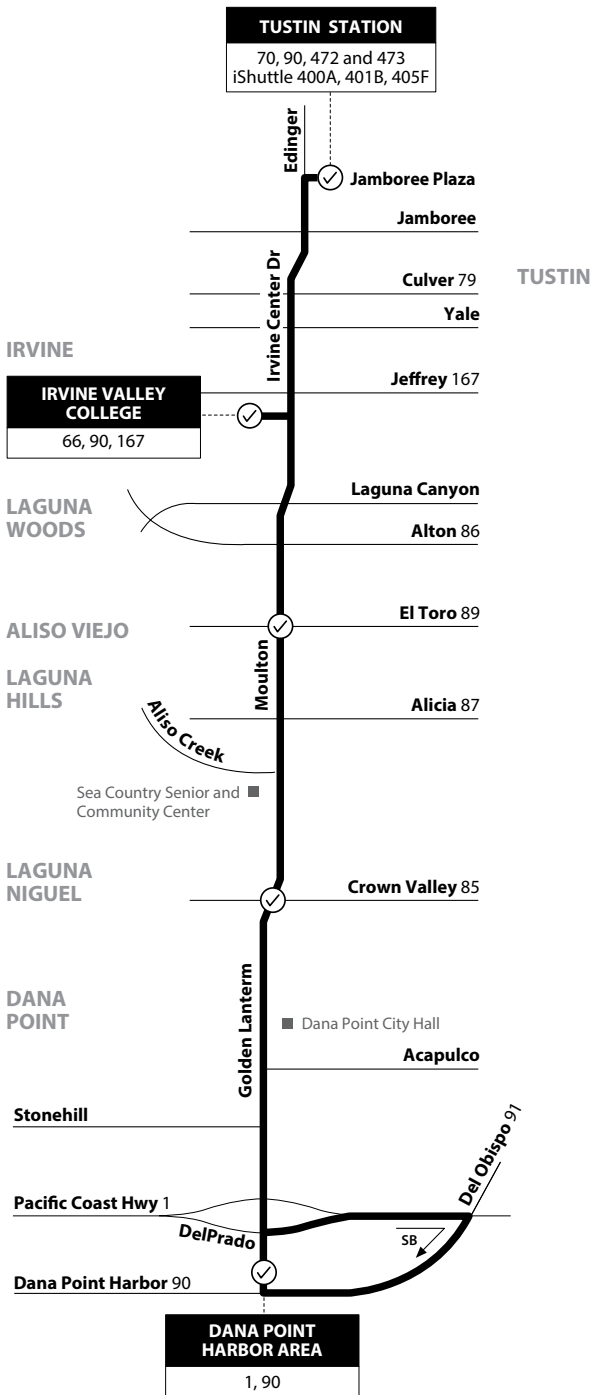 TUSTIN STATION
70, 90, 472 and 473
iShuttle 400A, 401B, 405F
Edinger
Jamboree Plaza
Jamboree
Irvine Center Dr
Culver 79
TUSTIN
Yale
IRVINE
Jeffrey 167
IRVINE VALLEY
COLLEGE
66, 90, 167
Laguna Canyon
LAGUNA
WOODS
Alton 86
El Toro 89
ALISO VIEJO
Moulton
LAGUNA
HILLS
Alicia 87
Aliso Creek
Sea Country Senior and
Community Center
LAGUNA
NIGUEL
Crown Valley 85
DANA
POINT
Golden Lanterm
Dana Point City Hall
Acapulco
Stonehill
Del Obispo 91
Pacific Coast Hwy 1
DelPrado
SB
Dana Point Harbor 90
DANA POINT
HARBOR AREA
1, 90